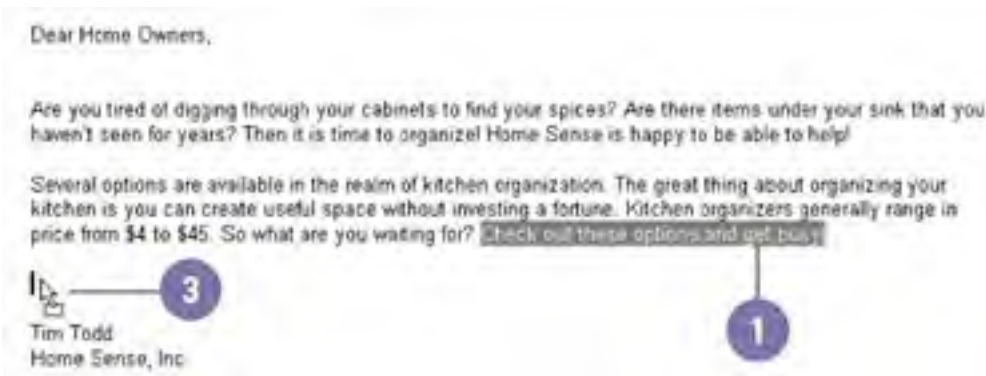 Dear Home Owners,
Are you tired of digging through your cabinets to find your spices? Are there items under your sink that you
haven't seen for years? Then it is time to organize! Home Sense is happy to be able to help!
Several options are available in the realm of kitchen organization. The great thing about organizing your
kitchen is you can create useful space without investing a fortune. Kitchen organizers generally range in
price from $4 to $45. So what are you waiting for? Check out these options and get busy.
3
1
Tim Todd
Home Sense, Inc